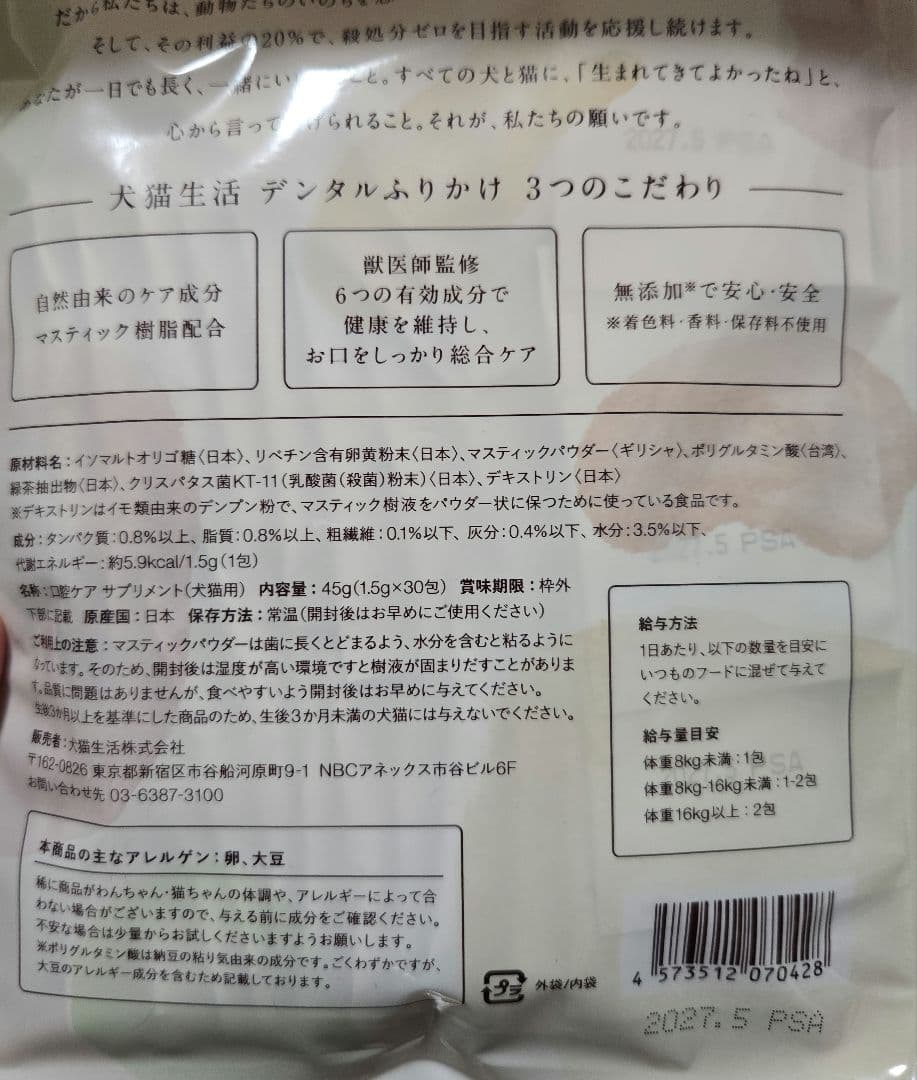 だから私たちは、動物たちのいのちを
そして、その利益の20%で、殺処分ゼロを目指す活動を応援し続けます。
あなたが一日でも長く、一緒にい こと。すべての犬と猫に、「生まれてきてよかったね」と、
心から言って けられること。それが、私たちの願いです。
犬猫生活 デンタルふりかけ 3つのこだわり
自然由来のケア成分
マスティック樹脂配合
獣医師監修
6つの有効成分で
健康を維持し、
お口をしっかり総合ケア
無添加※で安心・安全
※着色料・香料・保存料不使用
原材料名:イソマルトオリゴ糖〈日本〉、リベチン含有卵黄粉末〈日本〉、マスティックパウダー〈ギリシャ〉、ポリグルタミン酸〈台湾〉、
緑茶抽出物〈日本〉、クリスパタス菌KT-11(乳酸菌(殺菌)粉末)〈日本〉、デキストリン〈日本〉
※デキストリンはイモ類由来のデンプン粉で、マスティック樹液をパウダー状に保つために使っている食品です。
成分:タンパク質:0.8%以上、脂質:0.8%以上、粗繊維:0.1%以下、灰分:0.4%以下、水分:3.5%以下、
代謝エネルギー:約5.9kcal/1.5g(1包)
名称:口腔ケア サプリメント(犬猫用) 内容量:45g(1.5g×30包) 賞味期限:枠外
下部に記載 原産国:日本 保存方法:常温(開封後はお早めにご使用ください)
ご利用上の注意:マスティックパウダーは歯に長くとどまるよう、水分を含むと粘るように
なっています。そのため、開封後は湿度が高い環境ですと樹液が固まりだすことがありま
す。品質に問題はありませんが、食べやすいよう開封後はお早めに与えてください。
生後3か月以上を基準にした商品のため、生後3か月未満の犬猫には与えないでください。
販売者:犬猫生活株式会社
〒162-0826 東京都新宿区市谷船河原町9-1 NBCアネックス市谷ビル6F
お問い合わせ先 03-6387-3100
給与方法
1日あたり、以下の数量を目安に
いつものフードに混ぜて与えて
ください。
給与量目安
体重8kg未満:1包
体重8kg-16kg未満:1-2包
体重16kg以上:2包
本商品の主なアレルゲン:卵、大豆
稀に商品がわんちゃん・猫ちゃんの体調や、アレルギーによって合
わない場合がございますので、与える前に成分をご確認ください。
不安な場合は少量からお試しくださいますようお願いします。
※ポリグルタミン酸は納豆の粘り気由来の成分です。ごくわずかですが、
大豆のアレルギー成分を含むため記載しております。
プラ 外袋/内袋
4 573512 070428
2027.5 PSA